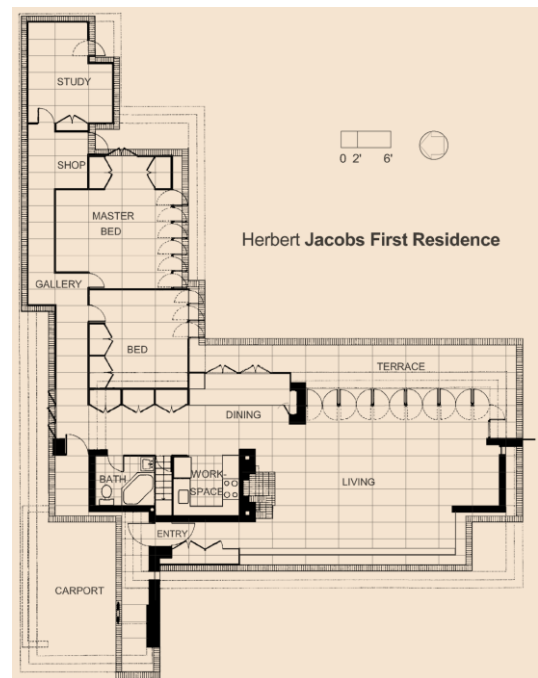 STUDY
SHOP
0 2' 6'
MASTER
BED
Herbert Jacobs First Residence
GALLERY
BED
TERRACE
DINING
BATH
WORK-
SPACE
LIVING
ENTRY
CARPORT